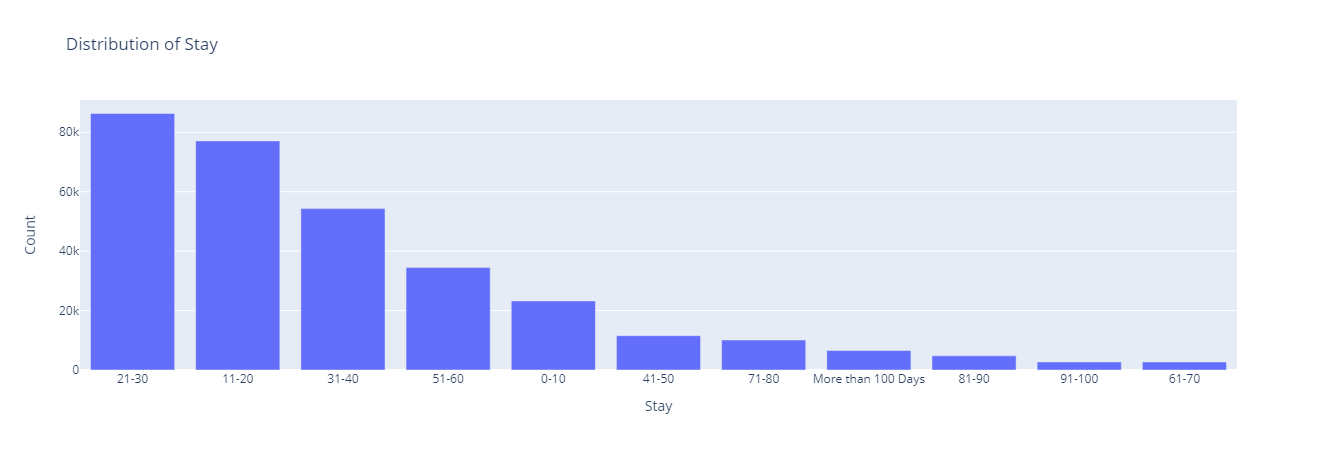 Distribution of Stay
80k
60k
40k
20k
0
Count
21-30 11-20 31-40 51-60 0-10 41-50 71-80 More than 100 Days 81-90 91-100 61-70
Stay